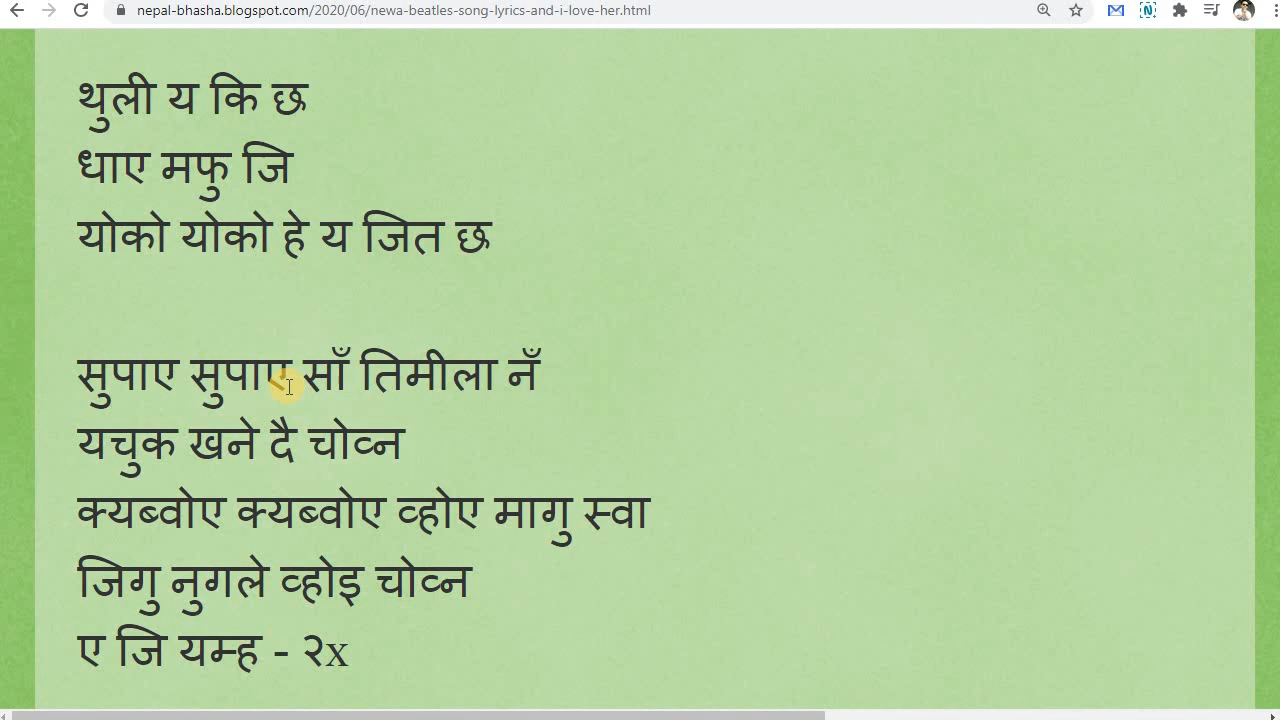 nepal-bhasha.blogspot.com/2020/06/newa-beatles-song-lyrics-and-i-love-her.html
थुली य कि छ
धाए मफु जि
योको योको हे य जित छ
सुपाए सुपाए साँ तिमीला नँ
यचुक खने दै चोव्न
क्यब्वोए क्यब्वोए व्होए मागु स्वा
जिगु नुगले व्होइ चोव्न
ए जि यम्ह - २x